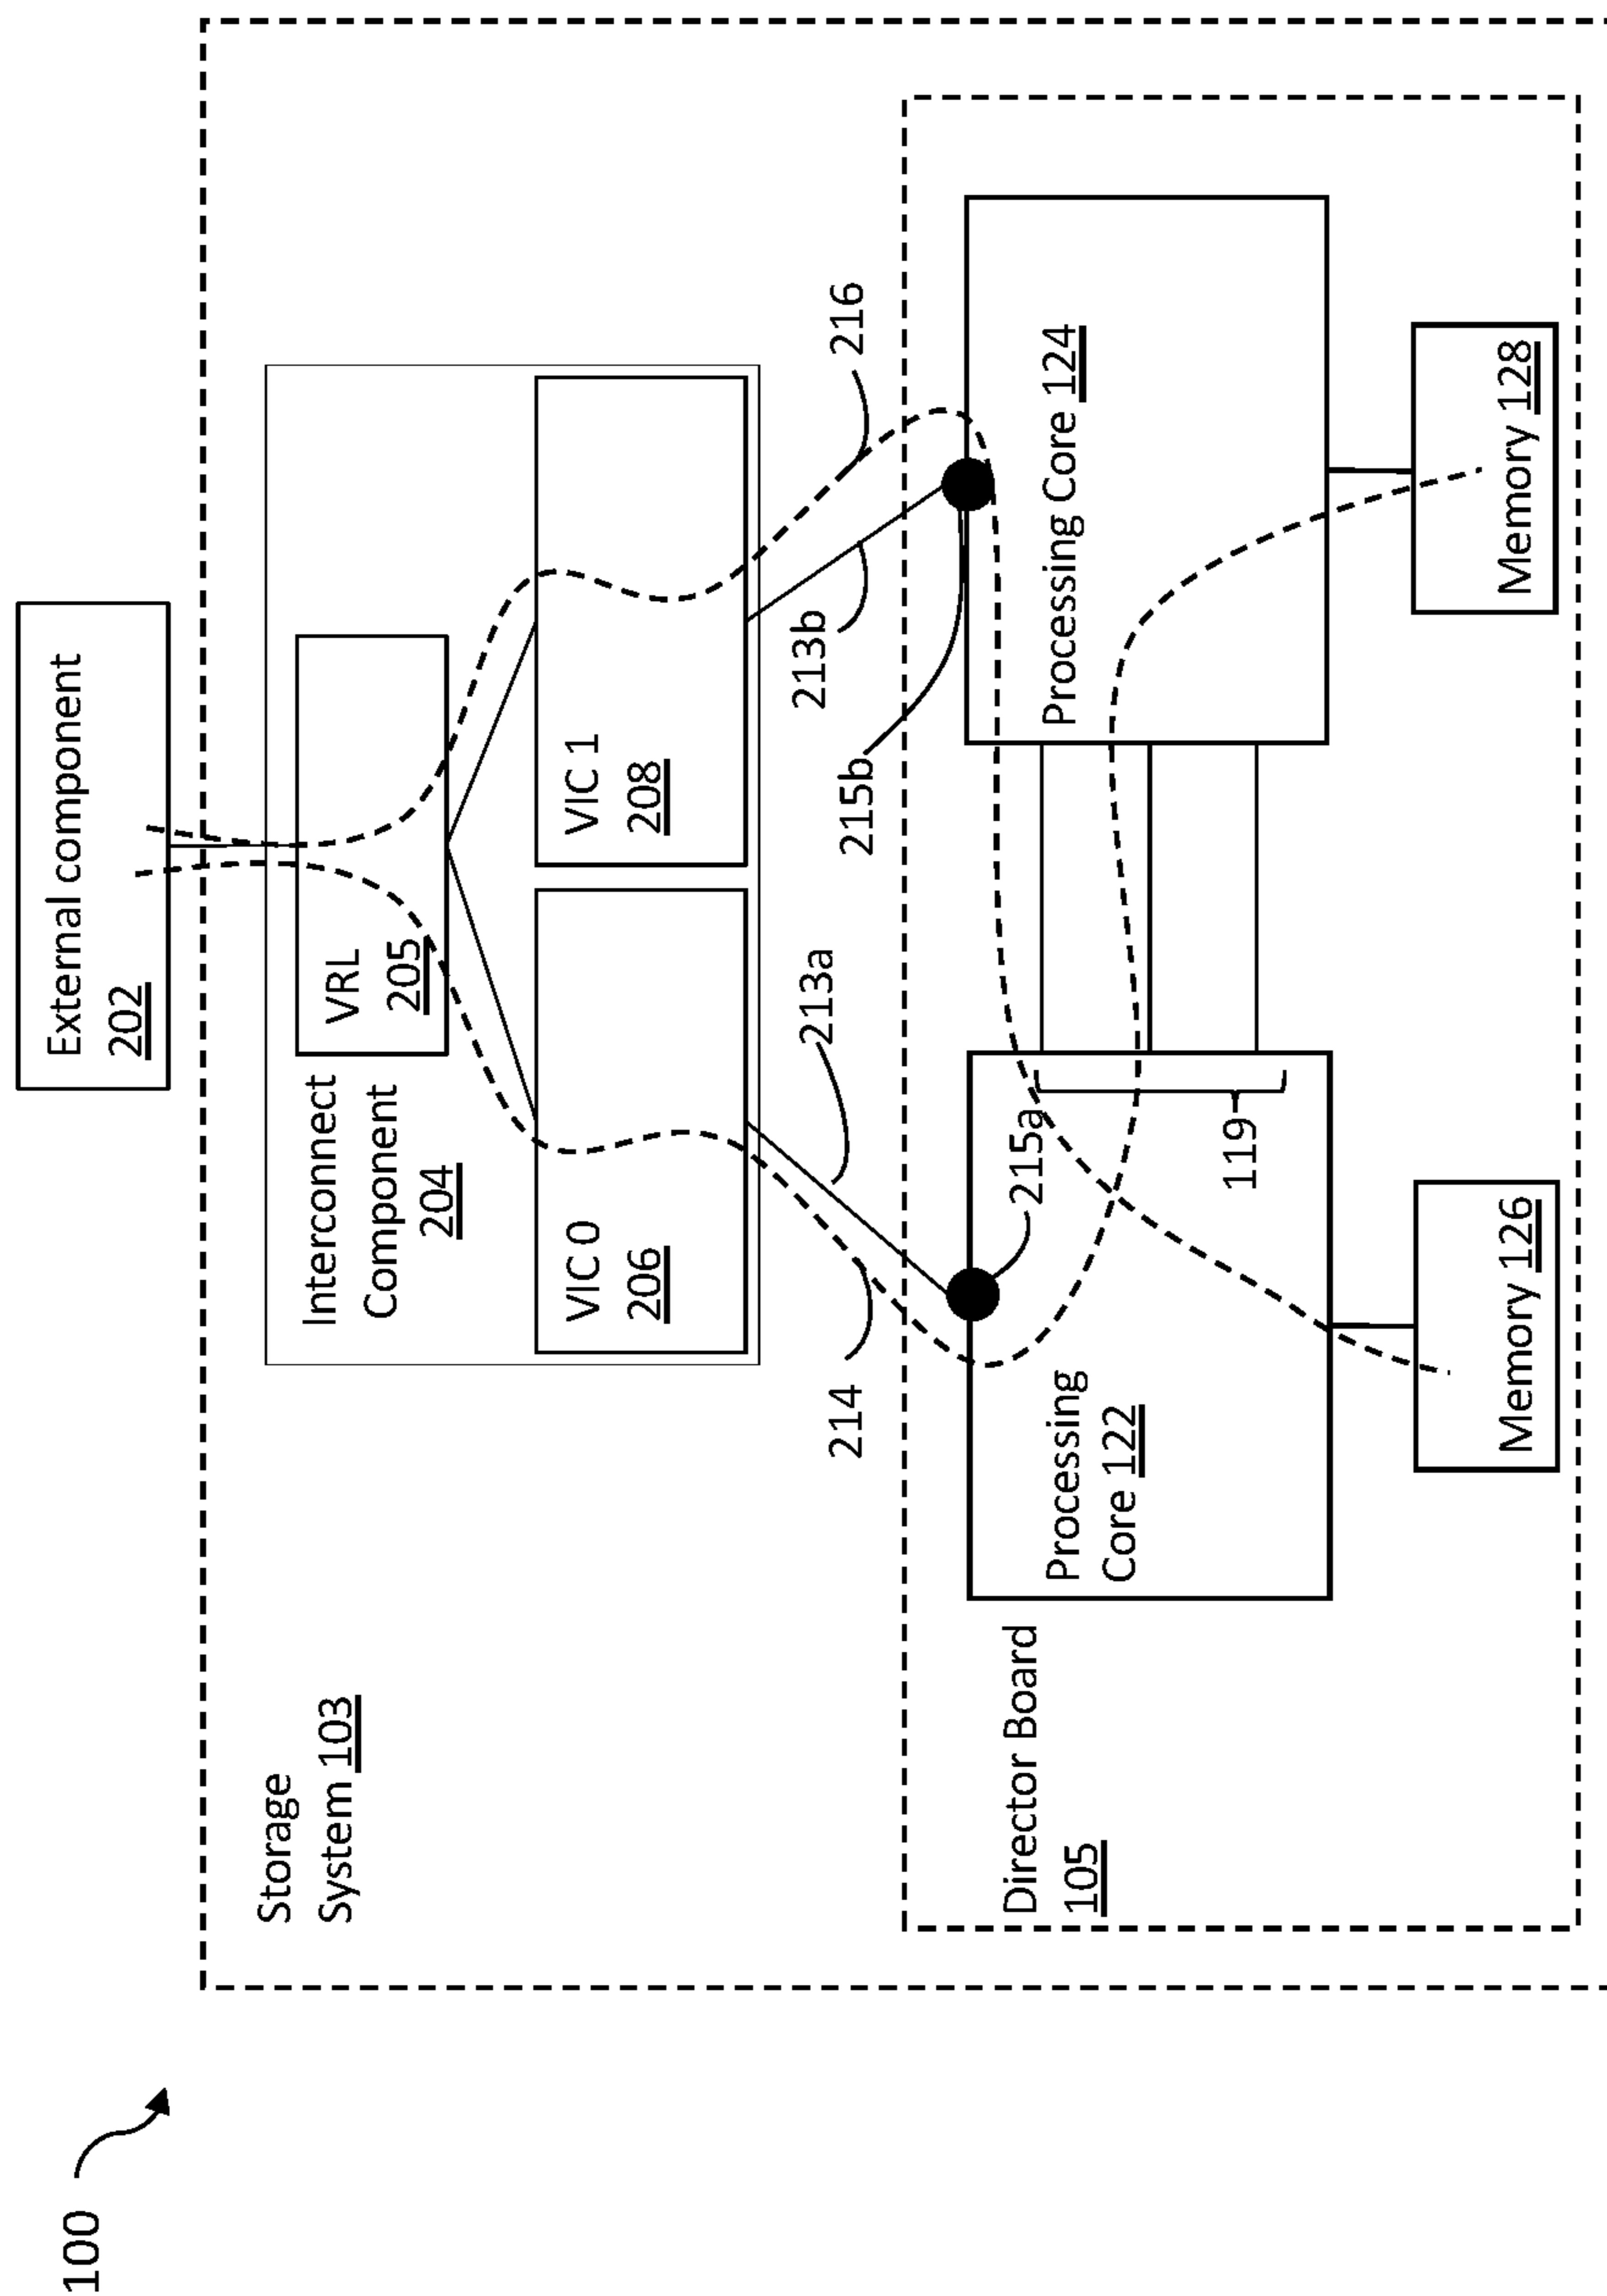 100
External component
202
Storage
System 103
Interconnect
Component
204
VRL
205
VIC 0
206
VIC 1
208
214
213a
213b
216
215b
Director Board
105
215a
Processing
Core 122
119
Processing Core 124
Memory 126
Memory 128